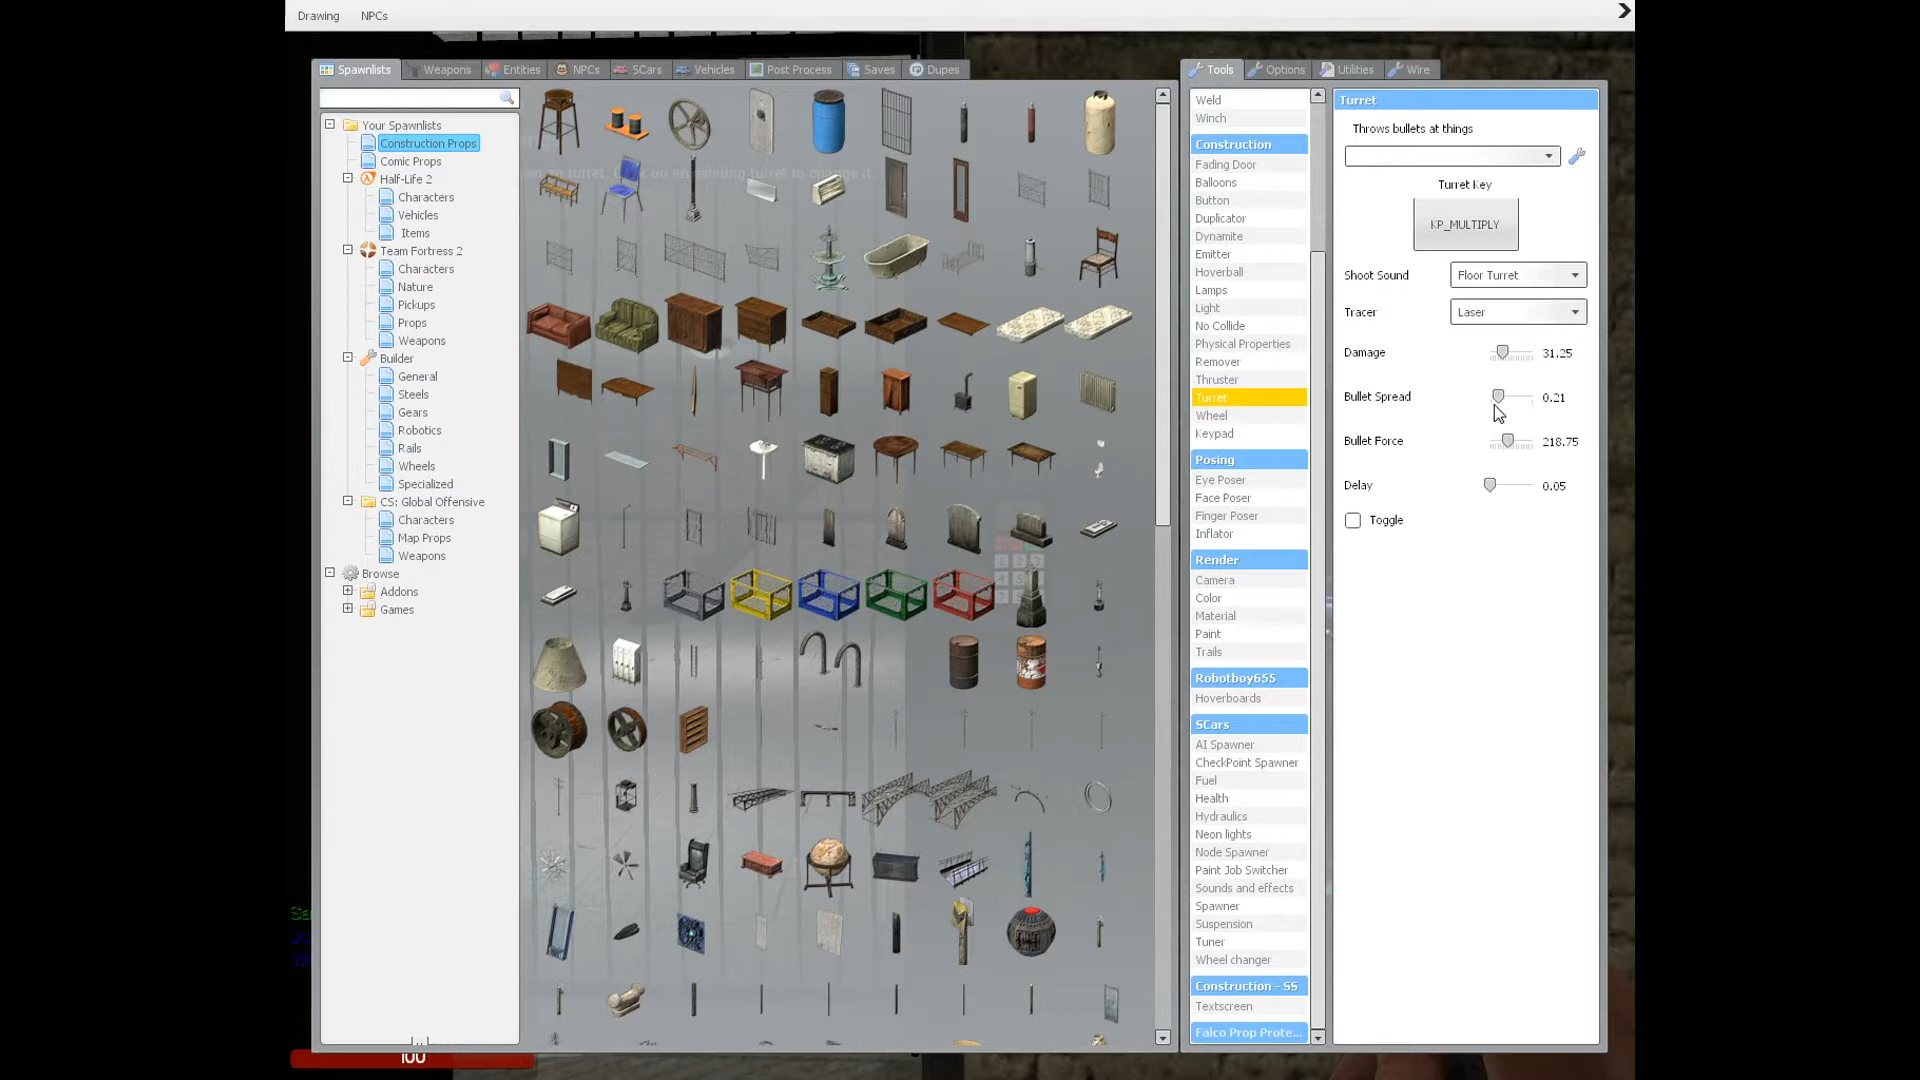 Drawing NPCs
Spawnlists Weapons Entities NPCs SCars Vehicles Post Process Saves Dupes
Your Spawnlists
Construction Props
Comic Props
Half-Life 2
Characters
Vehicles
Items
Team Fortress 2
Characters
Nature
Pickups
Props
Weapons
Builder
General
Steels
Gears
Robotics
Rails
Wheels
Specialized
CS: Global Offensive
Characters
Map Props
Weapons
Browse
Addons
Games
100
Tools Options Utilities Wire
Weld
Winch
Construction
Fading Door
Balloons
Button
Duplicator
Dynamite
Emitter
Hoverball
Lamps
Light
No Collide
Physical Properties
Remover
Thruster
Turret
Wheel
Keypad
Posing
Eye Poser
Face Poser
Finger Poser
Inflator
Render
Camera
Color
Material
Paint
Trails
Robotboy655
Hoverboards
SCars
AI Spawner
CheckPoint Spawner
Fuel
Health
Hydraulics
Neon lights
Node Spawner
Paint Job Switcher
Sounds and effects
Spawner
Suspension
Tuner
Wheel changer
Construction - SS
Textscreen
Falco Prop Prote...
Turret
Throws bullets at things
Turret Key
KP_MULTIPLY
Shoot Sound Floor Turret
Tracer Laser
Damage 31.25
Bullet Spread 0.21
Bullet Force 218.75
Delay 0.05
Toggle